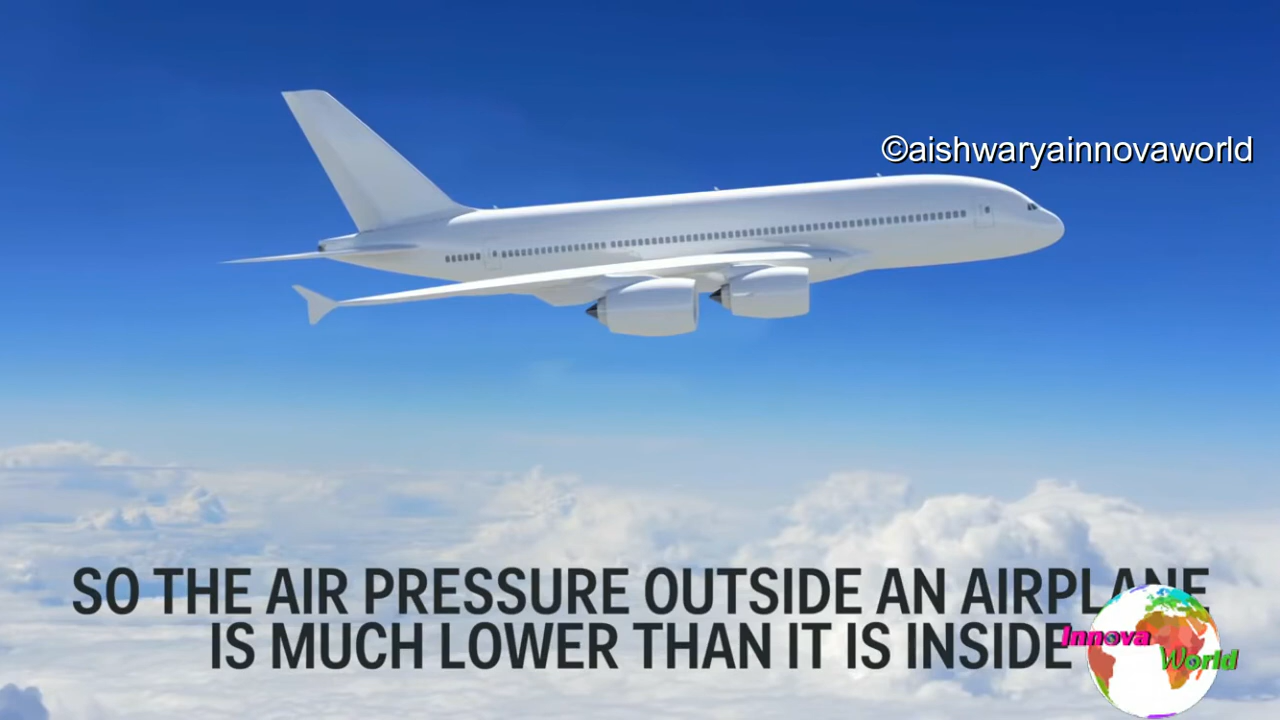 ©aishwaryainnovaworld
SO THE AIR PRESSURE OUTSIDE AN AIRPLANE
IS MUCH LOWER THAN IT IS INSIDE
Innova
World